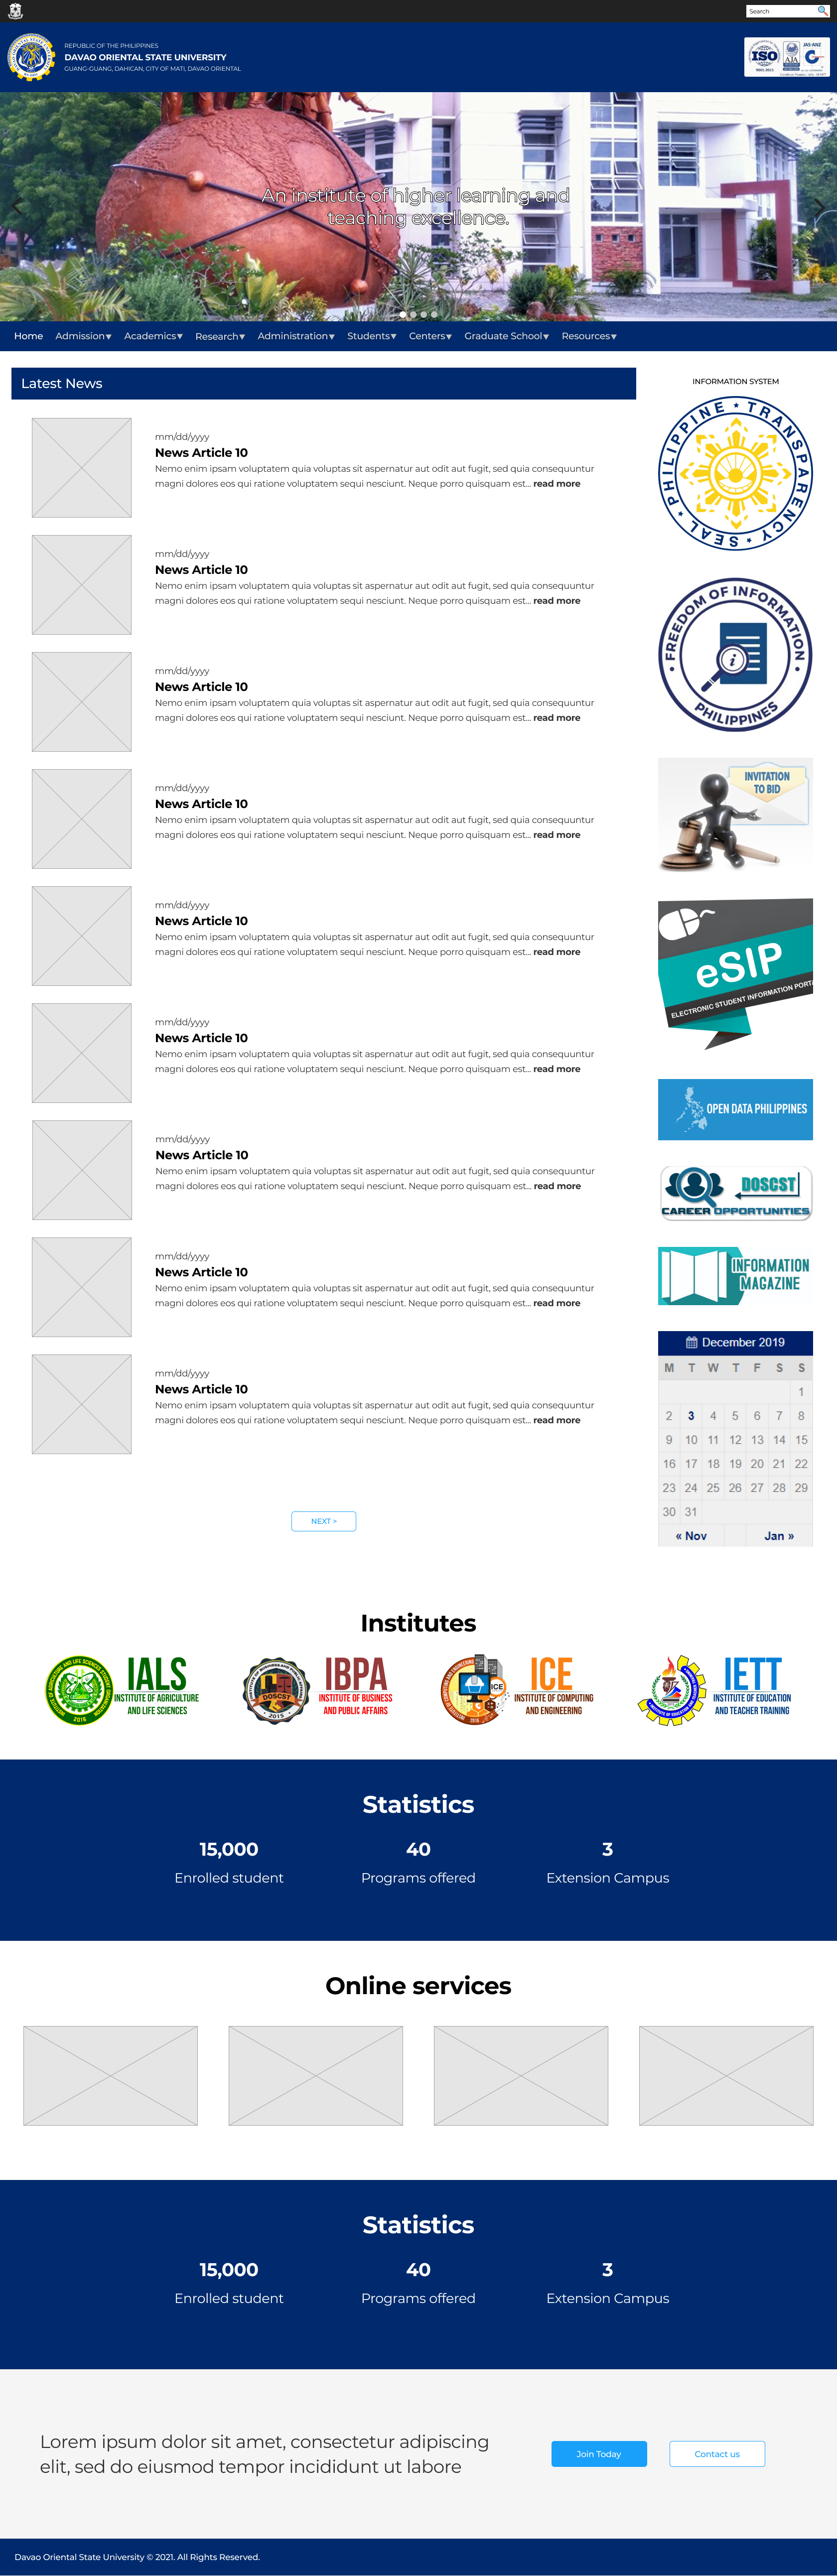 Search
REPUBLIC OF THE PHILIPPINES
DAVAO ORIENTAL STATE UNIVERSITY
GUANG-GUANG, DAHICAN, CITY OF MATI, DAVAO ORIENTAL
ISO
9001:2015
AJA
JAS-ANZ
An institute of higher learning and
teaching excellence.
Home Admission Academics Research Administration Students Centers Graduate School Resources
Latest News
mm/dd/yyyy
News Article 10
Nemo enim ipsam voluptatem quia voluptas sit aspernatur aut odit aut fugit, sed quia consequuntur
magni dolores eos qui ratione voluptatem sequi nesciunt. Neque porro quisquam est... read more
mm/dd/yyyy
News Article 10
Nemo enim ipsam voluptatem quia voluptas sit aspernatur aut odit aut fugit, sed quia consequuntur
magni dolores eos qui ratione voluptatem sequi nesciunt. Neque porro quisquam est... read more
mm/dd/yyyy
News Article 10
Nemo enim ipsam voluptatem quia voluptas sit aspernatur aut odit aut fugit, sed quia consequuntur
magni dolores eos qui ratione voluptatem sequi nesciunt. Neque porro quisquam est... read more
mm/dd/yyyy
News Article 10
Nemo enim ipsam voluptatem quia voluptas sit aspernatur aut odit aut fugit, sed quia consequuntur
magni dolores eos qui ratione voluptatem sequi nesciunt. Neque porro quisquam est... read more
mm/dd/yyyy
News Article 10
Nemo enim ipsam voluptatem quia voluptas sit aspernatur aut odit aut fugit, sed quia consequuntur
magni dolores eos qui ratione voluptatem sequi nesciunt. Neque porro quisquam est... read more
mm/dd/yyyy
News Article 10
Nemo enim ipsam voluptatem quia voluptas sit aspernatur aut odit aut fugit, sed quia consequuntur
magni dolores eos qui ratione voluptatem sequi nesciunt. Neque porro quisquam est... read more
mm/dd/yyyy
News Article 10
Nemo enim ipsam voluptatem quia voluptas sit aspernatur aut odit aut fugit, sed quia consequuntur
magni dolores eos qui ratione voluptatem sequi nesciunt. Neque porro quisquam est... read more
mm/dd/yyyy
News Article 10
Nemo enim ipsam voluptatem quia voluptas sit aspernatur aut odit aut fugit, sed quia consequuntur
magni dolores eos qui ratione voluptatem sequi nesciunt. Neque porro quisquam est... read more
mm/dd/yyyy
News Article 10
Nemo enim ipsam voluptatem quia voluptas sit aspernatur aut odit aut fugit, sed quia consequuntur
magni dolores eos qui ratione voluptatem sequi nesciunt. Neque porro quisquam est... read more
NEXT >
INFORMATION SYSTEM
PHILIPPINE TRANSPARENCY SEAL
FREEDOM OF INFORMATION
PHILIPPINES
INVITATION
TO BID
eSIP
ELECTRONIC STUDENT INFORMATION PORTA
OPEN DATA PHILIPPINES
DOSCST
CAREER OPPORTUNITIES
INFORMATION
MAGAZINE
December 2019
M T W T F S S
1
2 3 4 5 6 7 8
9 10 11 12 13 14 15
16 17 18 19 20 21 22
23 24 25 26 27 28 29
30 31
« Nov Jan »
Institutes
IALS
INSTITUTE OF AGRICULTURE
AND LIFE SCIENCES
2016
IBPA
INSTITUTE OF BUSINESS
AND PUBLIC AFFAIRS
DOSCST
2015
ICE
INSTITUTE OF COMPUTING
AND ENGINEERING
ICE
2016
IETT
INSTITUTE OF EDUCATION
AND TEACHER TRAINING
Statistics
15,000 40 3
Enrolled student Programs offered Extension Campus
Online services
Statistics
15,000 40 3
Enrolled student Programs offered Extension Campus
Lorem ipsum dolor sit amet, consectetur adipiscing
elit, sed do eiusmod tempor incididunt ut labore
Join Today
Contact us
Davao Oriental State University © 2021. All Rights Reserved.